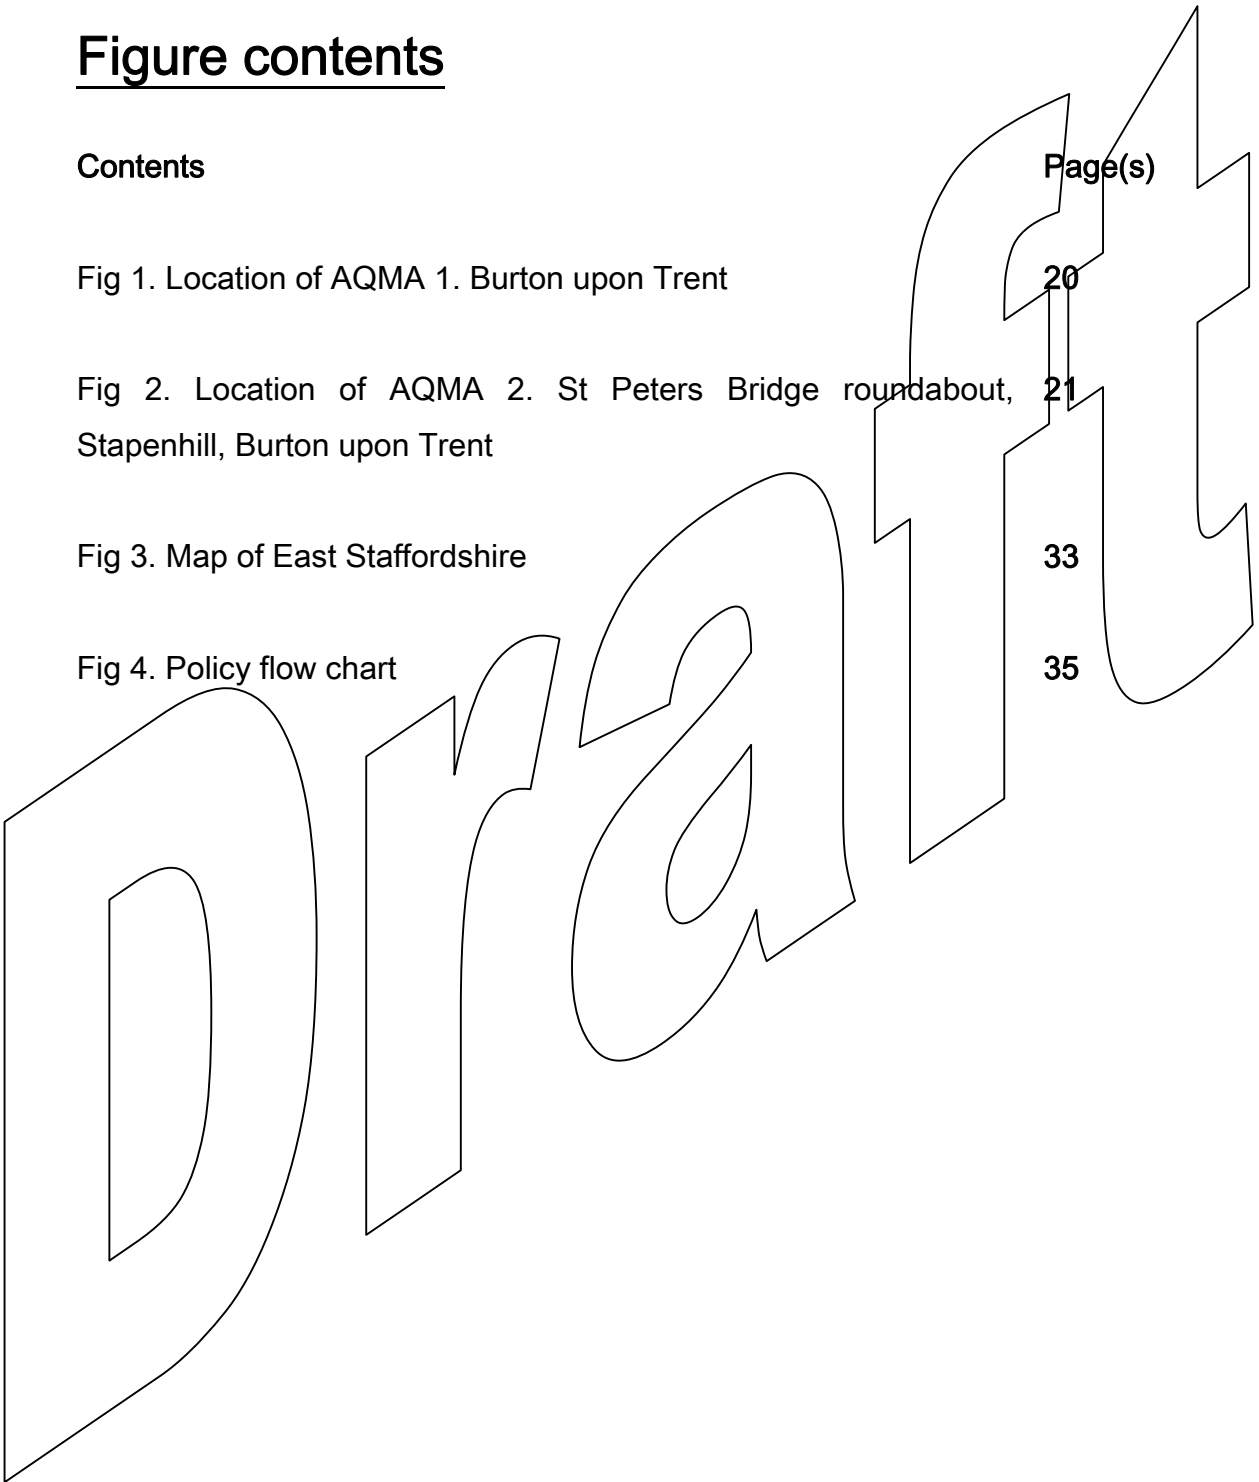 Figure contents
Contents Page(s)
Fig 1. Location of AQMA 1. Burton upon Trent 20
Fig 2. Location of AQMA 2. St Peters Bridge roundabout, 21
Stapenhill, Burton upon Trent
Fig 3. Map of East Staffordshire 33
Fig 4. Policy flow chart 35
Draft